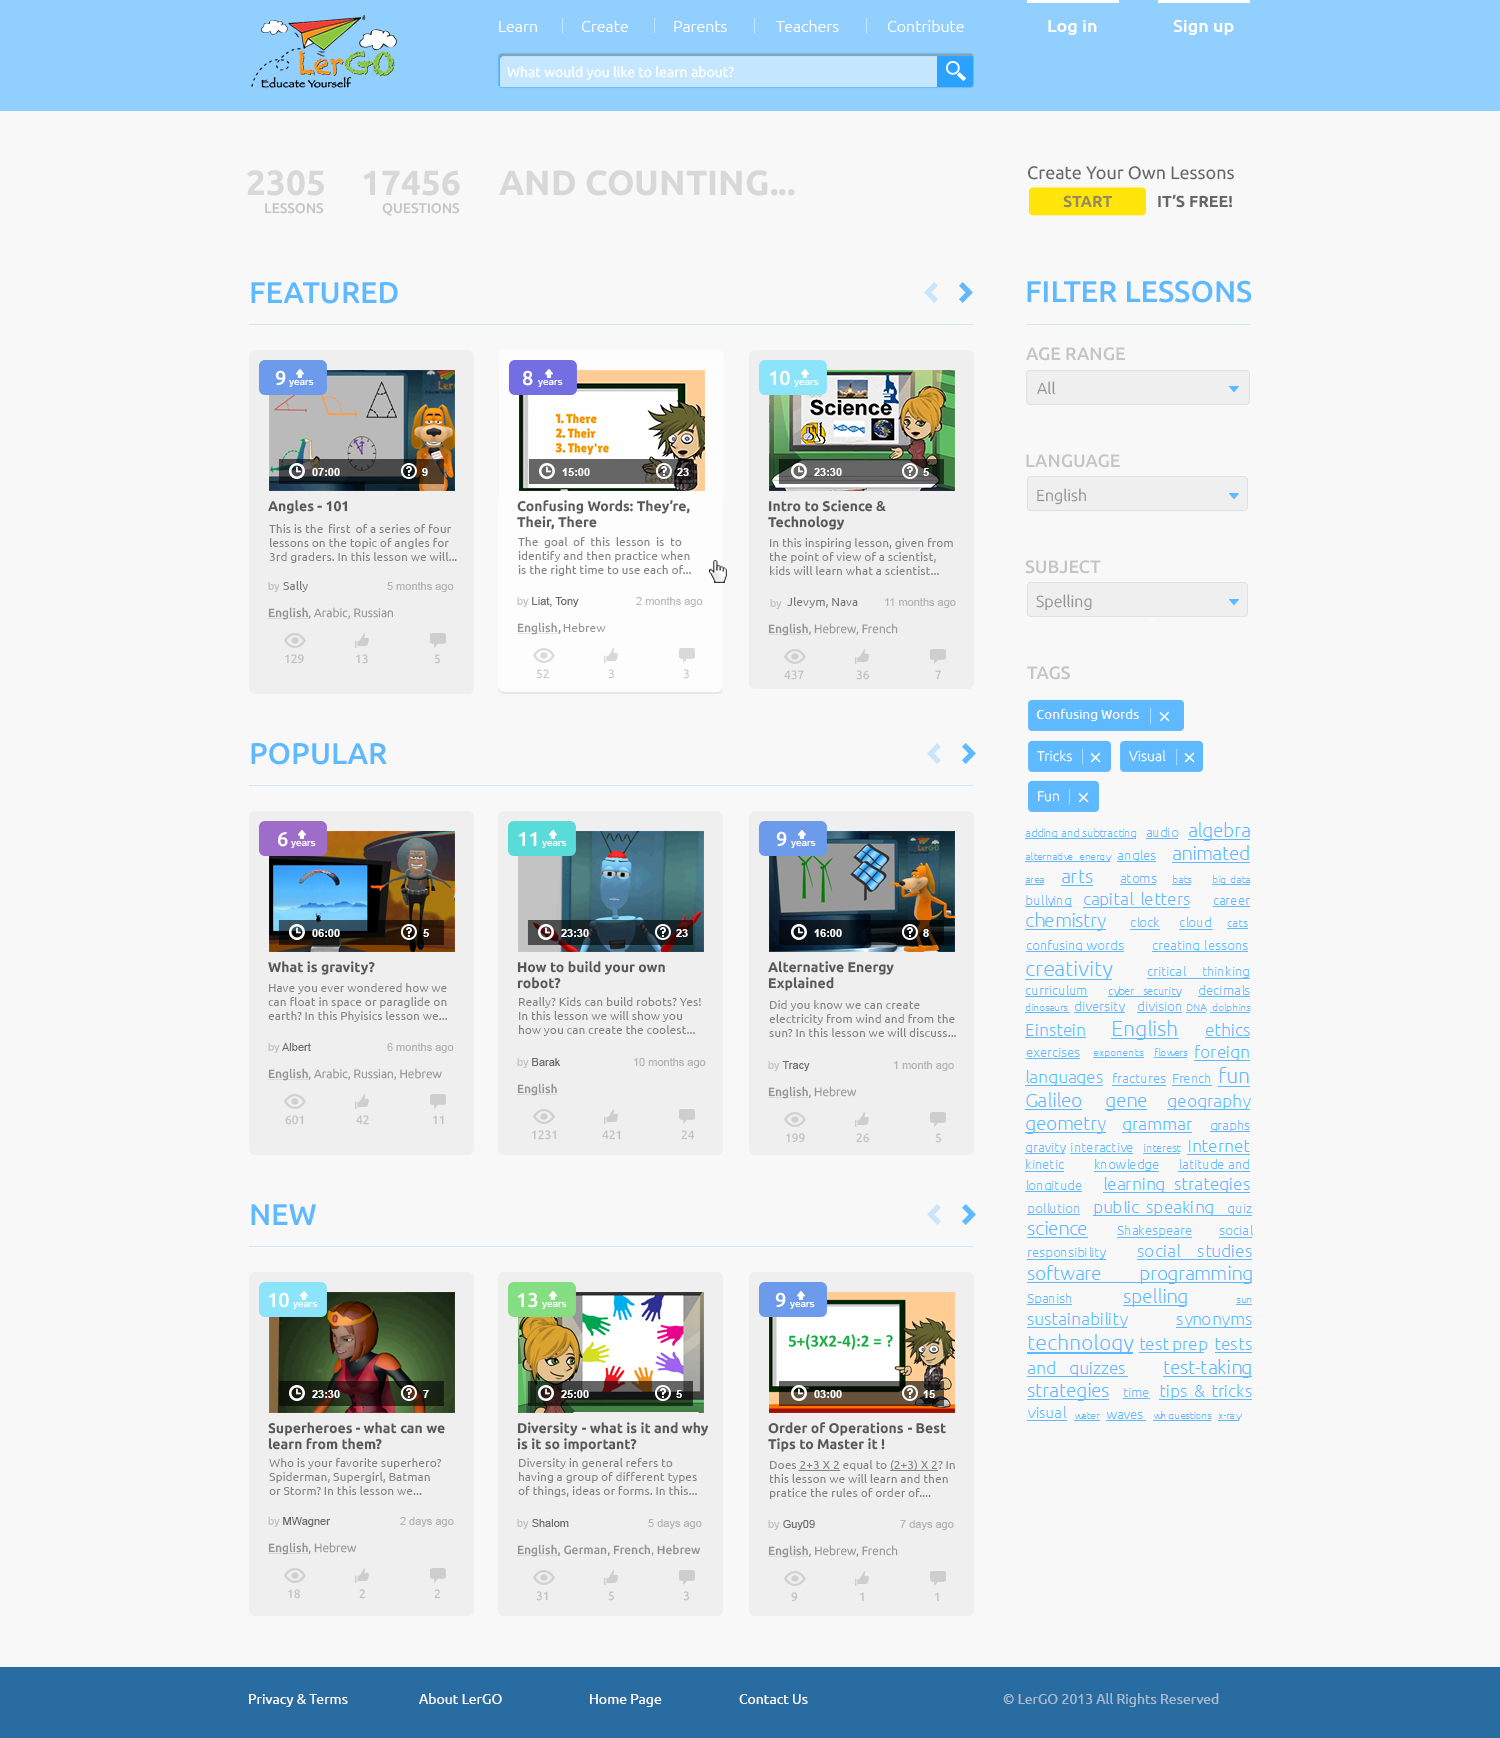 Learn
Create
Parents
Teachers
Contribute
Log in
Sign up
LerGO
Educate Yourself
What would you like to learn about?
2305
LESSONS
17456
QUESTIONS
AND COUNTING...
Create Your Own Lessons
START IT'S FREE!
FEATURED
9 years
07:00 9
Angles - 101
This is the first of a series of four
lessons on the topic of angles for
3rd graders. In this lesson we will...
by Sally 5 months ago
English, Arabic, Russian
129 13 5
8 years
1. There
2. Their
3. They're
15:00 23
Confusing Words: They're,
Their, There
The goal of this lesson is to
identify and then practice when
is the right time to use each of...
by Liat, Tony 2 months ago
English, Hebrew
52 3 3
10 years
Science
23:30 5
Intro to Science &
Technology
In this inspiring lesson, given from
the point of view of a scientist,
kids will learn what a scientist...
by Jlevym, Nava 11 months ago
English, Hebrew, French
437 36 7
POPULAR
6 years
06:00 5
What is gravity?
Have you ever wondered how we
can float in space or paraglide on
earth? In this Phyisics lesson we...
by Albert 6 months ago
English, Arabic, Russian, Hebrew
601 42 11
11 years
23:30 23
How to build your own
robot?
Really? Kids can build robots? Yes!
In this lesson we will show you
how you can create the coolest...
by Barak 10 months ago
English
1231 421 24
9 years
LerGO
16:00 8
Alternative Energy
Explained
Did you know we can create
electricity from wind and from the
sun? In this lesson we will discuss...
by Tracy 1 month ago
English, Hebrew
199 26 5
NEW
10 years
23:30 7
Superheroes - what can we
learn from them?
Who is your favorite superhero?
Spiderman, Supergirl, Batman
or Storm? In this lesson we...
by MWagner 2 days ago
English, Hebrew
18 2 2
13 years
25:00 5
Diversity - what is it and why
is it so important?
Diversity in general refers to
having a group of different types
of things, ideas or forms. In this...
by Shalom 5 days ago
English, German, French, Hebrew
31 5 3
9 years
5+(3X2-4):2 = ?
03:00 15
Order of Operations - Best
Tips to Master it !
Does 2+3 X 2 equal to (2+3) X 2? In
this lesson we will learn and then
pratice the rules of order of....
by Guy09 7 days ago
English, Hebrew, French
9 1 1
FILTER LESSONS
AGE RANGE
All
LANGUAGE
English
SUBJECT
Spelling
TAGS
Confusing Words
Tricks
Visual
Fun
adding and subtracting audio algebra
alternative energy angles animated
area arts atoms bats big data
bullying capital letters career
chemistry clock cloud cats
confusing words creating lessons
creativity critical thinking
curriculum cyber security decimals
dinosaurs diversity division DNA dolphins
Einstein English ethics
exercises exponents flowers foreign
languages fractures French fun
Galileo gene geography
geometry grammar graphs
gravity interactive interest Internet
kinetic knowledge latitude and
longitude learning strategies
pollution public speaking quiz
science Shakespeare social
responsibility social studies
software programming
Spanish spelling sun
sustainability synonyms
technology test prep tests
and quizzes test-taking
strategies time tips & tricks
visual water waves wh questions x-ray
Privacy & Terms
About LerGO
Home Page
Contact Us
© LerGO 2013 All Rights Reserved